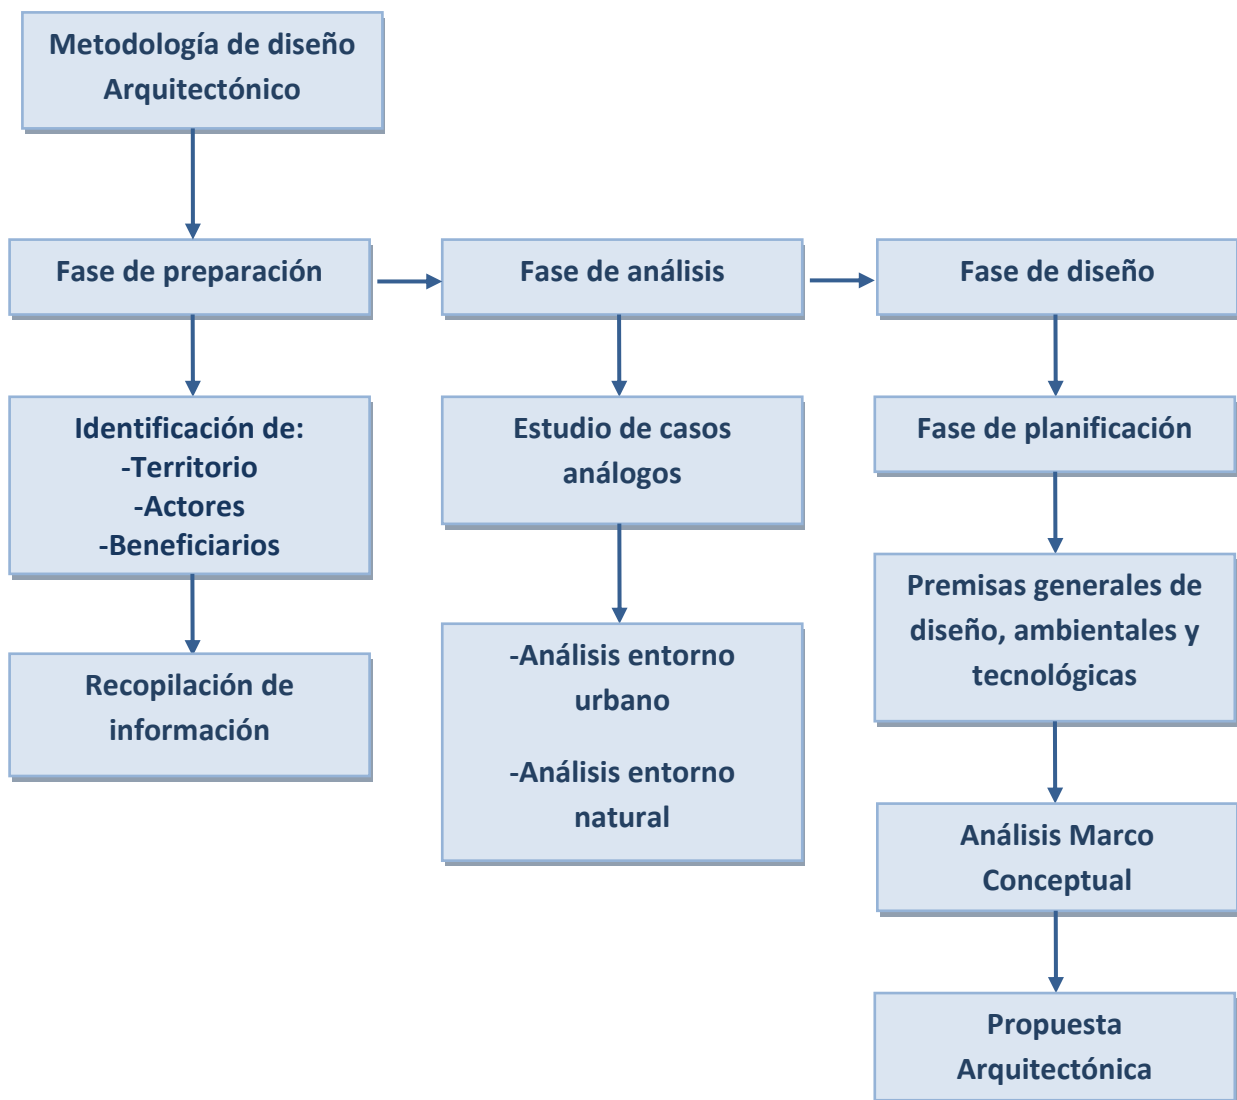 Metodología de diseño
Arquitectónico
Fase de preparación
Fase de análisis
Fase de diseño
Identificación de:
-Territorio
-Actores
-Beneficiarios
Estudio de casos
análogos
Fase de planificación
Recopilación de
información
-Análisis entorno
urbano
-Análisis entorno
natural
Premisas generales de
diseño, ambientales y
tecnológicas
Análisis Marco
Conceptual
Propuesta
Arquitectónica